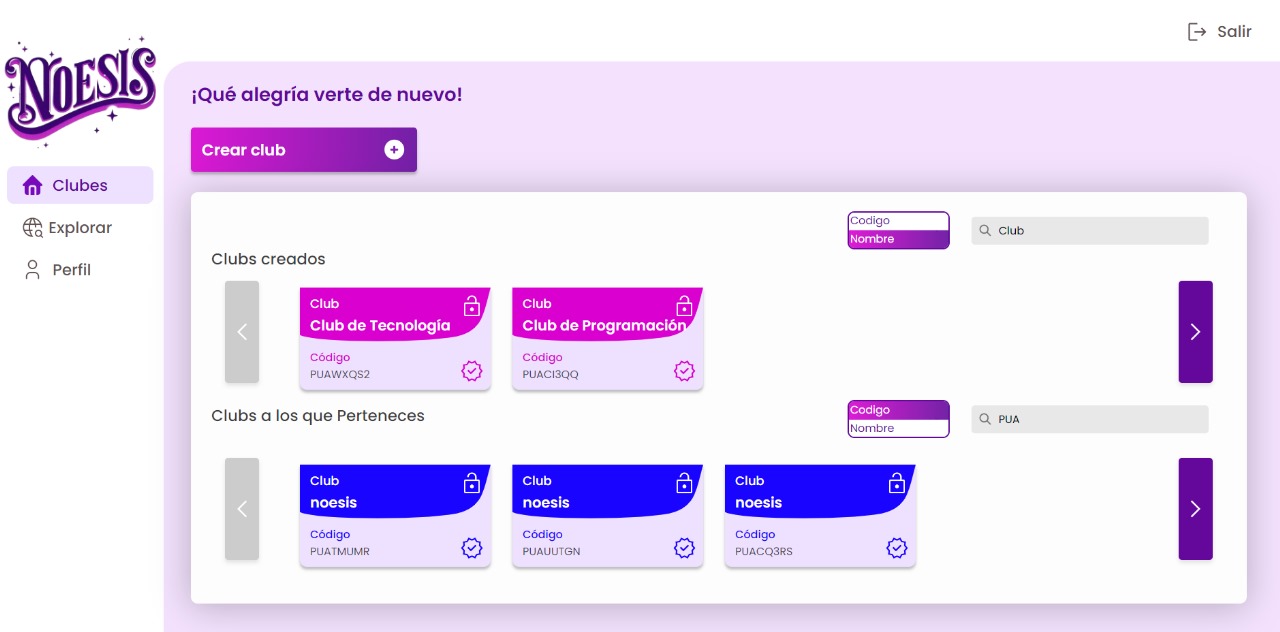 Salir
NOESIS
¡Qué alegría verte de nuevo!
Crear club
Clubes
Explorar
Perfil
Codigo
Nombre
Club
Clubs creados
Club
Club de Tecnología
Código
PUAWXQS2
Club
Club de Programación
Código
PUACI3QQ
Clubs a los que Perteneces
Codigo
Nombre
PUA
Club
noesis
Código
PUATMUMR
Club
noesis
Código
PUAUUTGN
Club
noesis
Código
PUACQ3RS